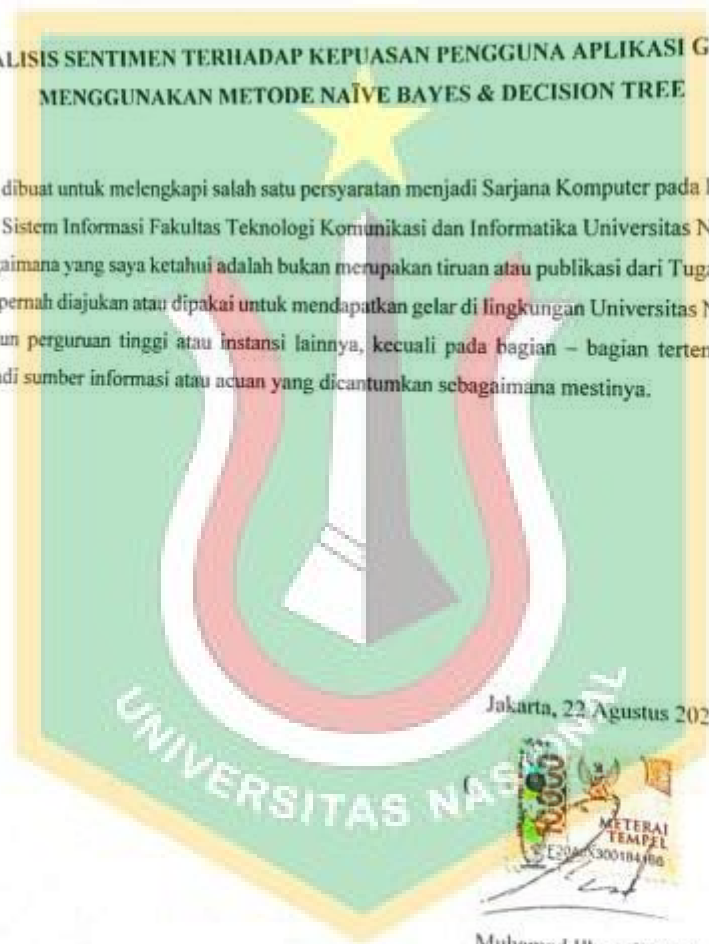 ALISIS SENTIMEN TERHADAP KEPUASAN PENGGUNA APLIKASI G
MENGGUNAKAN METODE NAÏVE BAYES & DECISION TREE
dibuat untuk melengkapi salah satu persyaratan menjadi Sarjana Komputer pada
Sistem Informasi Fakultas Teknologi Komunikasi dan Informatika Universitas N
aimana yang saya ketahui adalah bukan merupakan tiruan atau publikasi dari Tuga
pernah diajukan atau dipakai untuk mendapatkan gelar di lingkungan Universitas N
un perguruan tinggi atau instansi lainnya, kecuali pada bagian – bagian terten
di sumber informasi atau acuan yang dicantumkan sebagaimana mestinya.
Jakarta, 22 Agustus 202
UNIVERSITAS NASIONAL
10000
METERAI
TEMPEL
Muhamad